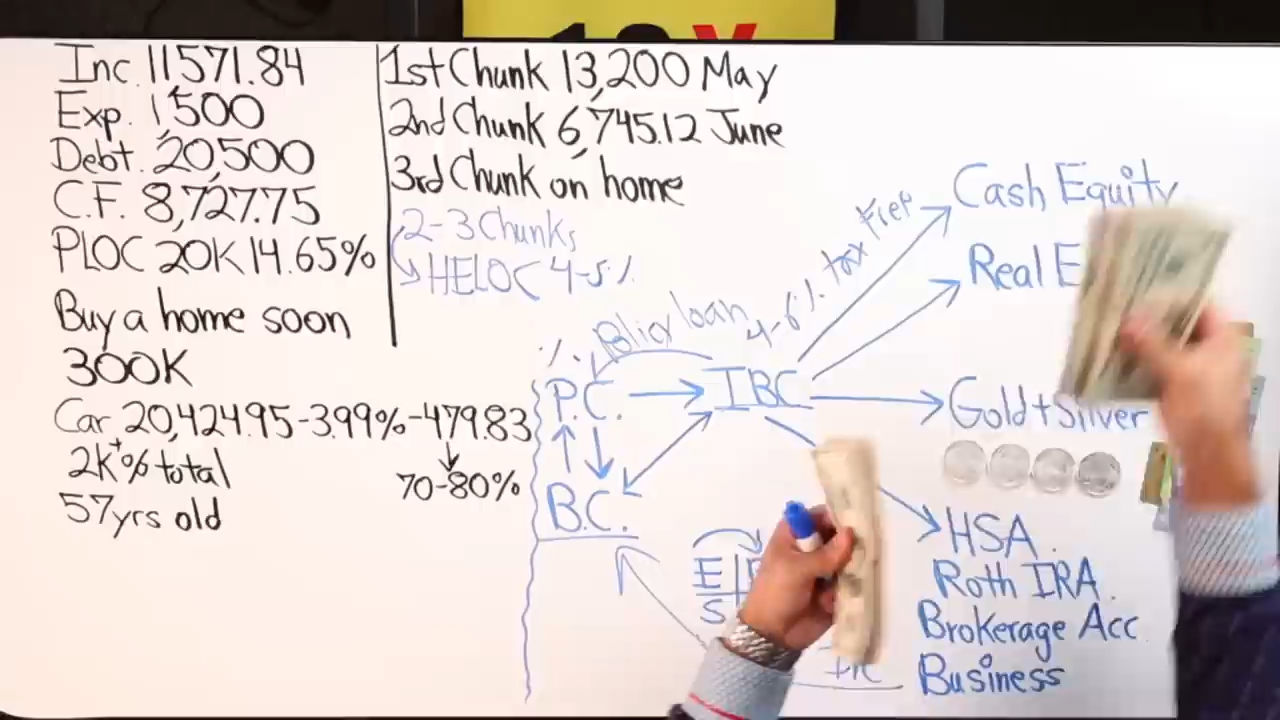 Inc. 11571.84
Exp. 1,500
Debt. 20,500
C.F. 8,727.75
PLOC 20K 14.65%
Buy a home soon
300K
Car 20,424.95-3.99%-479.83
2K+% total
70-80%
57yrs old
1st Chunk 13,200 May
2nd Chunk 6,745.12 June
3rd Chunk on home
2-3 Chunks
HELOC 4-5%
Policy loan
4-6% tax free
%
P.C.
IBC
B.C.
Cash Equity
Real E
Gold+Silver
HSA
Roth IRA
Brokerage Acc
Business
E
S